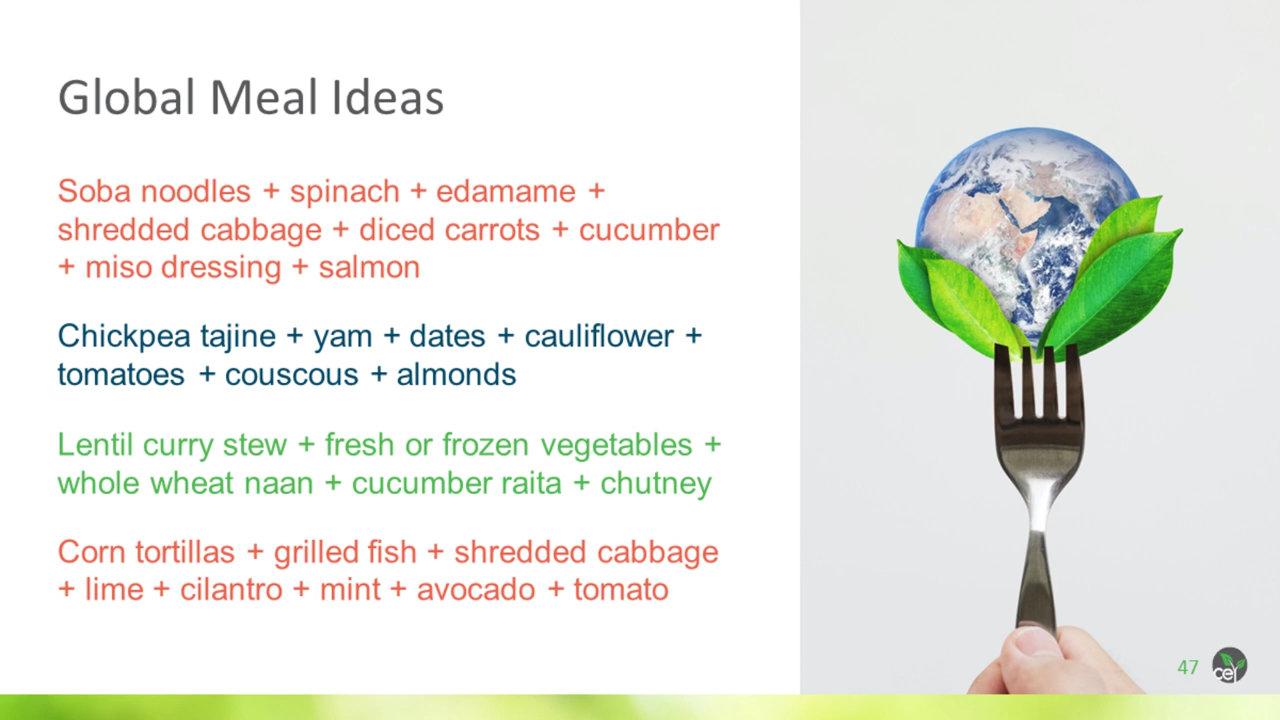 Global Meal Ideas
Soba noodles + spinach + edamame +
shredded cabbage + diced carrots + cucumber
+ miso dressing + salmon
Chickpea tajine + yam + dates + cauliflower +
tomatoes + couscous + almonds
Lentil curry stew + fresh or frozen vegetables +
whole wheat naan + cucumber raita + chutney
Corn tortillas + grilled fish + shredded cabbage
+ lime + cilantro + mint + avocado + tomato
47